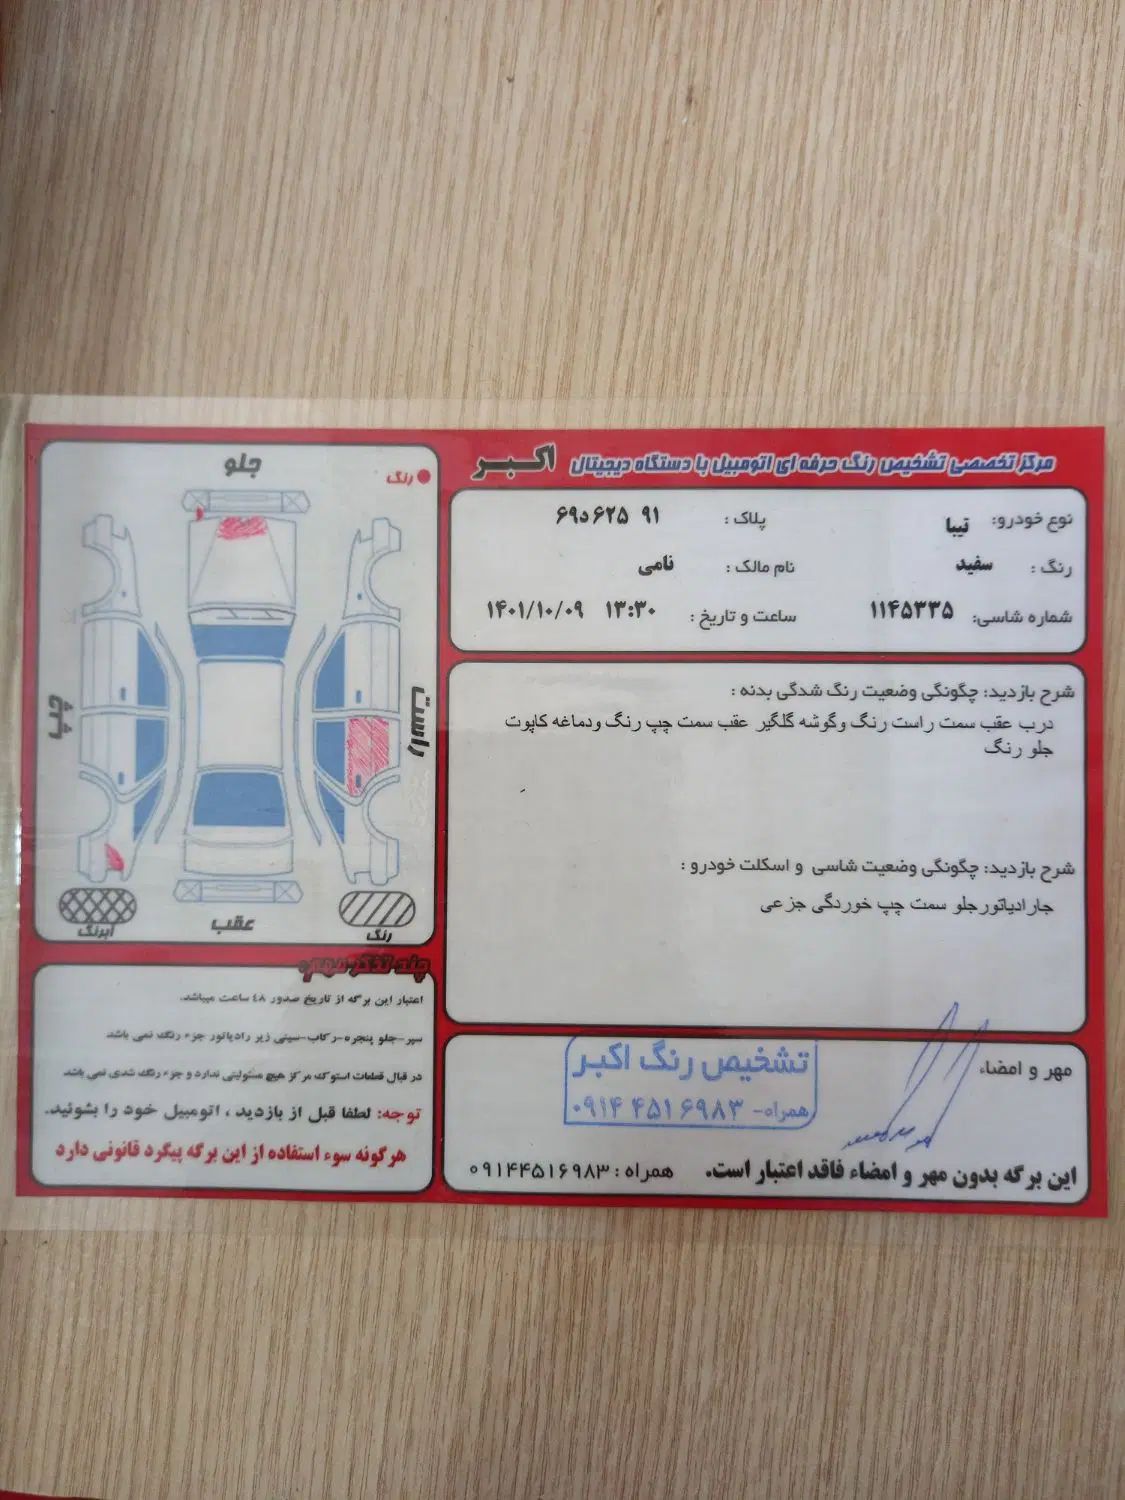 مرکز تخصصی تشخیص رنگ حرفه ای اتومبیل با دستگاه دیجیتال اکبر
نوع خودرو: تیبا
پلاک : ۹۱ ۶۲۵د۶۹
رنگ : سفید
نام مالک : نامی
شماره شاسی: ۱۱۴۵۳۳۵
ساعت و تاریخ : ۱۳:۳۰ ۱۴۰۱/۱۰/۰۹
شرح بازدید: چگونگی وضعیت رنگ شدگی بدنه :
درب عقب سمت راست رنگ وگوشه گلگیر عقب سمت چپ رنگ ودماغه کاپوت
جلو رنگ
شرح بازدید: چگونگی وضعیت شاسی و اسکلت خودرو :
جارادیاتورجلو سمت چپ خوردگی جزعی
مهر و امضاء
تشخیص رنگ اکبر
همراه- ۰۹۱۴ ۴۵۱ ۶۹۸۳
این برگه بدون مهر و امضاء فاقد اعتبار است. همراه : ۰۹۱۴۴۵۱۶۹۸۳
جلو
رنگ
راست
چپ
عقب
رنگ
آبرنگ
چند تذکر مهم
اعتبار این برگه از تاریخ صدور ۴۸ ساعت میباشد.
سپر-جلو پنجره-رکاب-سینی زیر رادیاتور جزء رنگ نمی باشد
در قبال قطعات استوک مرکز هیچ مسئولیتی ندارد و جزء رنگ شدی نمی باشد
توجه: لطفا قبل از بازدید ، اتومبیل خود را بشوئید.
هرگونه سوء استفاده از این برگه پیگرد قانونی دارد